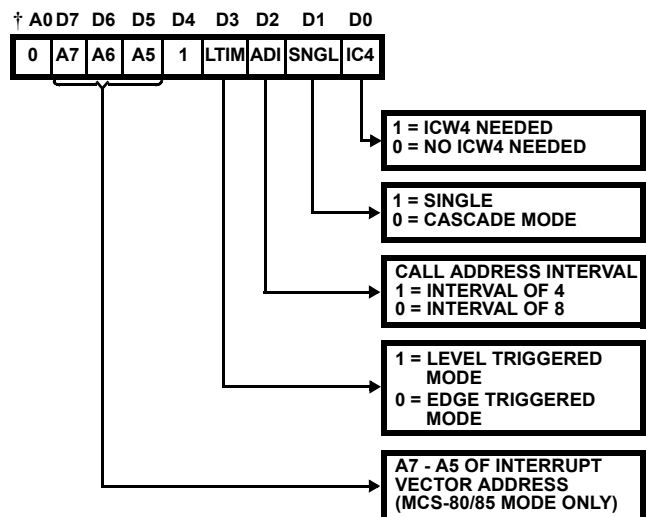 † A0 D7 D6 D5 D4 D3 D2 D1 D0
0 A7 A6 A5 1 LTIM ADI SNGL IC4
1 = ICW4 NEEDED
0 = NO ICW4 NEEDED
1 = SINGLE
0 = CASCADE MODE
CALL ADDRESS INTERVAL
1 = INTERVAL OF 4
0 = INTERVAL OF 8
1 = LEVEL TRIGGERED
MODE
0 = EDGE TRIGGERED
MODE
A7 - A5 OF INTERRUPT
VECTOR ADDRESS
(MCS-80/85 MODE ONLY)